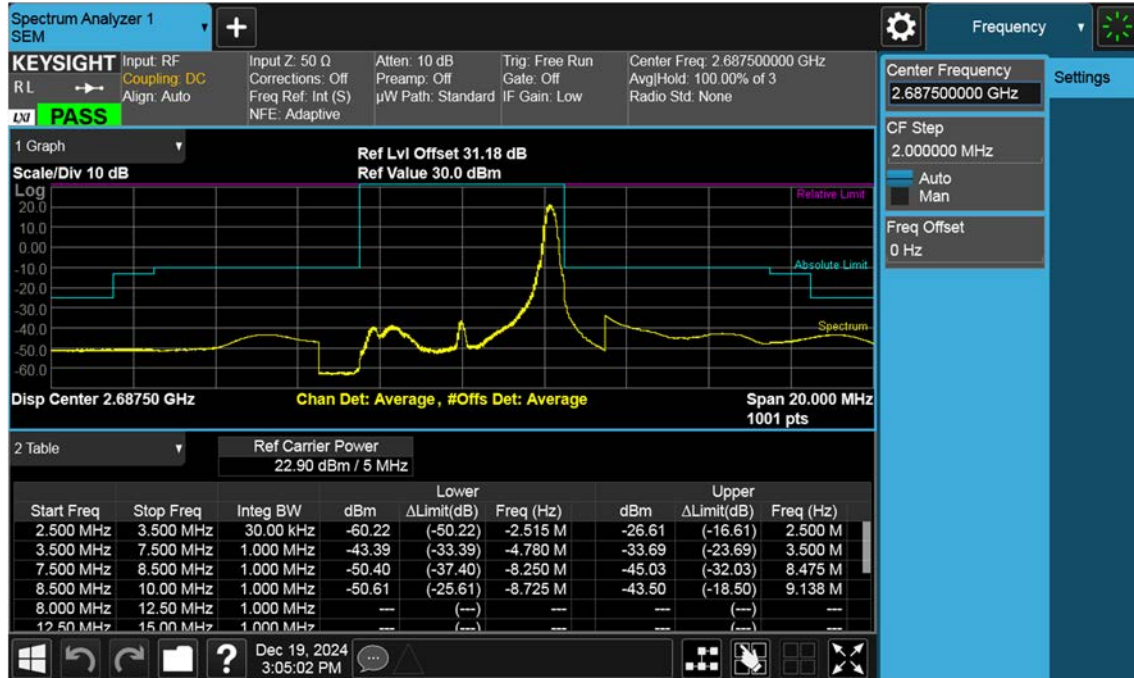 Spectrum Analyzer 1
SEM
+
Frequency
KEYSIGHT
R L
LXI
PASS
Input: RF
Coupling: DC
Align: Auto
Input Z: 50 Ω
Corrections: Off
Freq Ref: Int (S)
NFE: Adaptive
Atten: 10 dB
Preamp: Off
µW Path: Standard
Trig: Free Run
Gate: Off
IF Gain: Low
Center Freq: 2.687500000 GHz
Avg|Hold: 100.00% of 3
Radio Std: None
Center Frequency
2.687500000 GHz
Settings
CF Step
2.000000 MHz
Auto
Man
Freq Offset
0 Hz
1 Graph
Scale/Div 10 dB
Ref Lvl Offset 31.18 dB
Ref Value 30.0 dBm
Log
20.0
10.0
0.00
-10.0
-20.0
-30.0
-40.0
-50.0
-60.0
Relative Limit
Absolute Limit
Spectrum
Disp Center 2.68750 GHz
Chan Det: Average, #Offs Det: Average
Span 20.000 MHz
1001 pts
2 Table
Ref Carrier Power
22.90 dBm / 5 MHz
Lower Upper
Start Freq Stop Freq Integ BW dBm ΔLimit(dB) Freq (Hz) dBm ΔLimit(dB) Freq (Hz)
2.500 MHz 3.500 MHz 30.00 kHz -60.22 (-50.22) -2.515 M -26.61 (-16.61) 2.500 M
3.500 MHz 7.500 MHz 1.000 MHz -43.39 (-33.39) -4.780 M -33.69 (-23.69) 3.500 M
7.500 MHz 8.500 MHz 1.000 MHz -50.40 (-37.40) -8.250 M -45.03 (-32.03) 8.475 M
8.500 MHz 10.00 MHz 1.000 MHz -50.61 (-25.61) -8.725 M -43.50 (-18.50) 9.138 M
8.000 MHz 12.50 MHz 1.000 MHz --- (---) --- --- (---) ---
12.50 MHz 15.00 MHz 1.000 MHz --- (---) --- --- (---) ---
?
Dec 19, 2024
3:05:02 PM